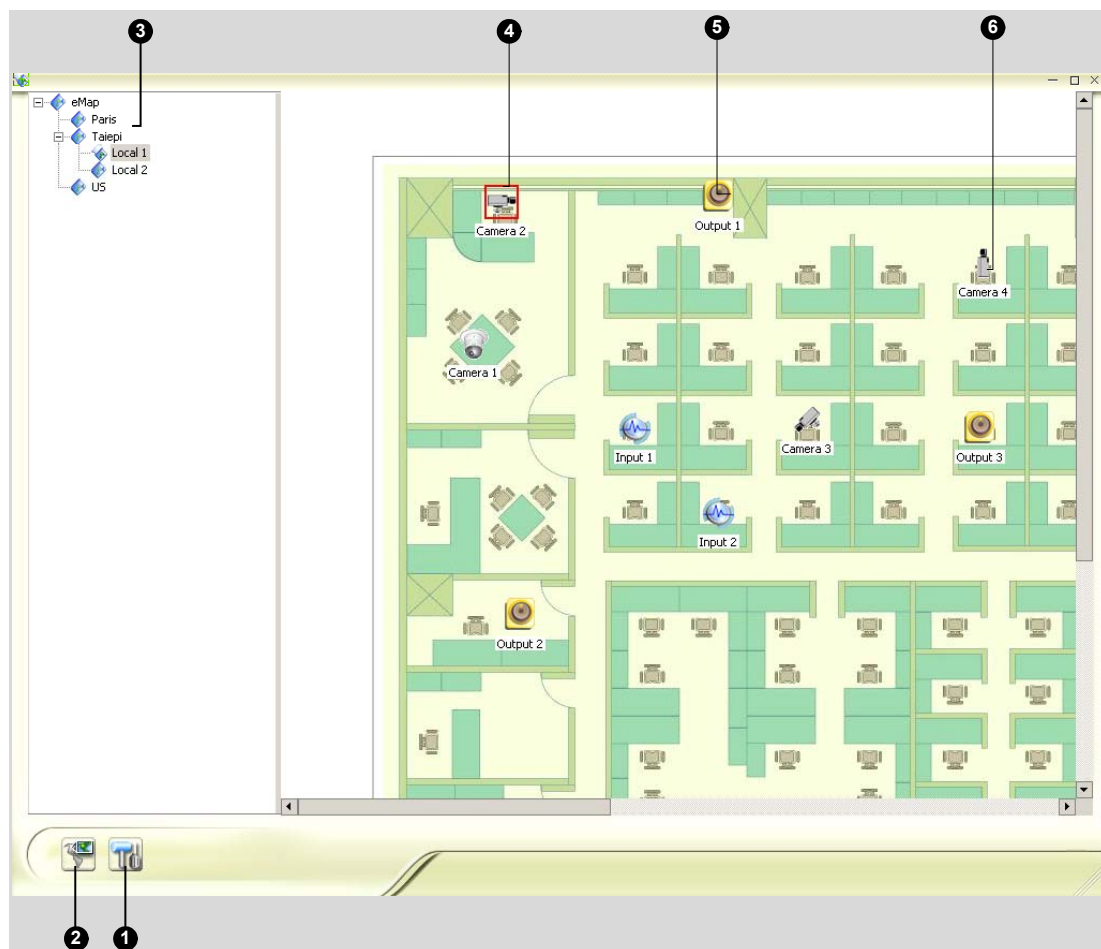 3
4
5
6
eMap
Paris
Taiepi
Local 1
Local 2
US
Camera 2
Output 1
Camera 4
Camera 1
Input 1
Camera 3
Output 3
Input 2
Output 2
2
1